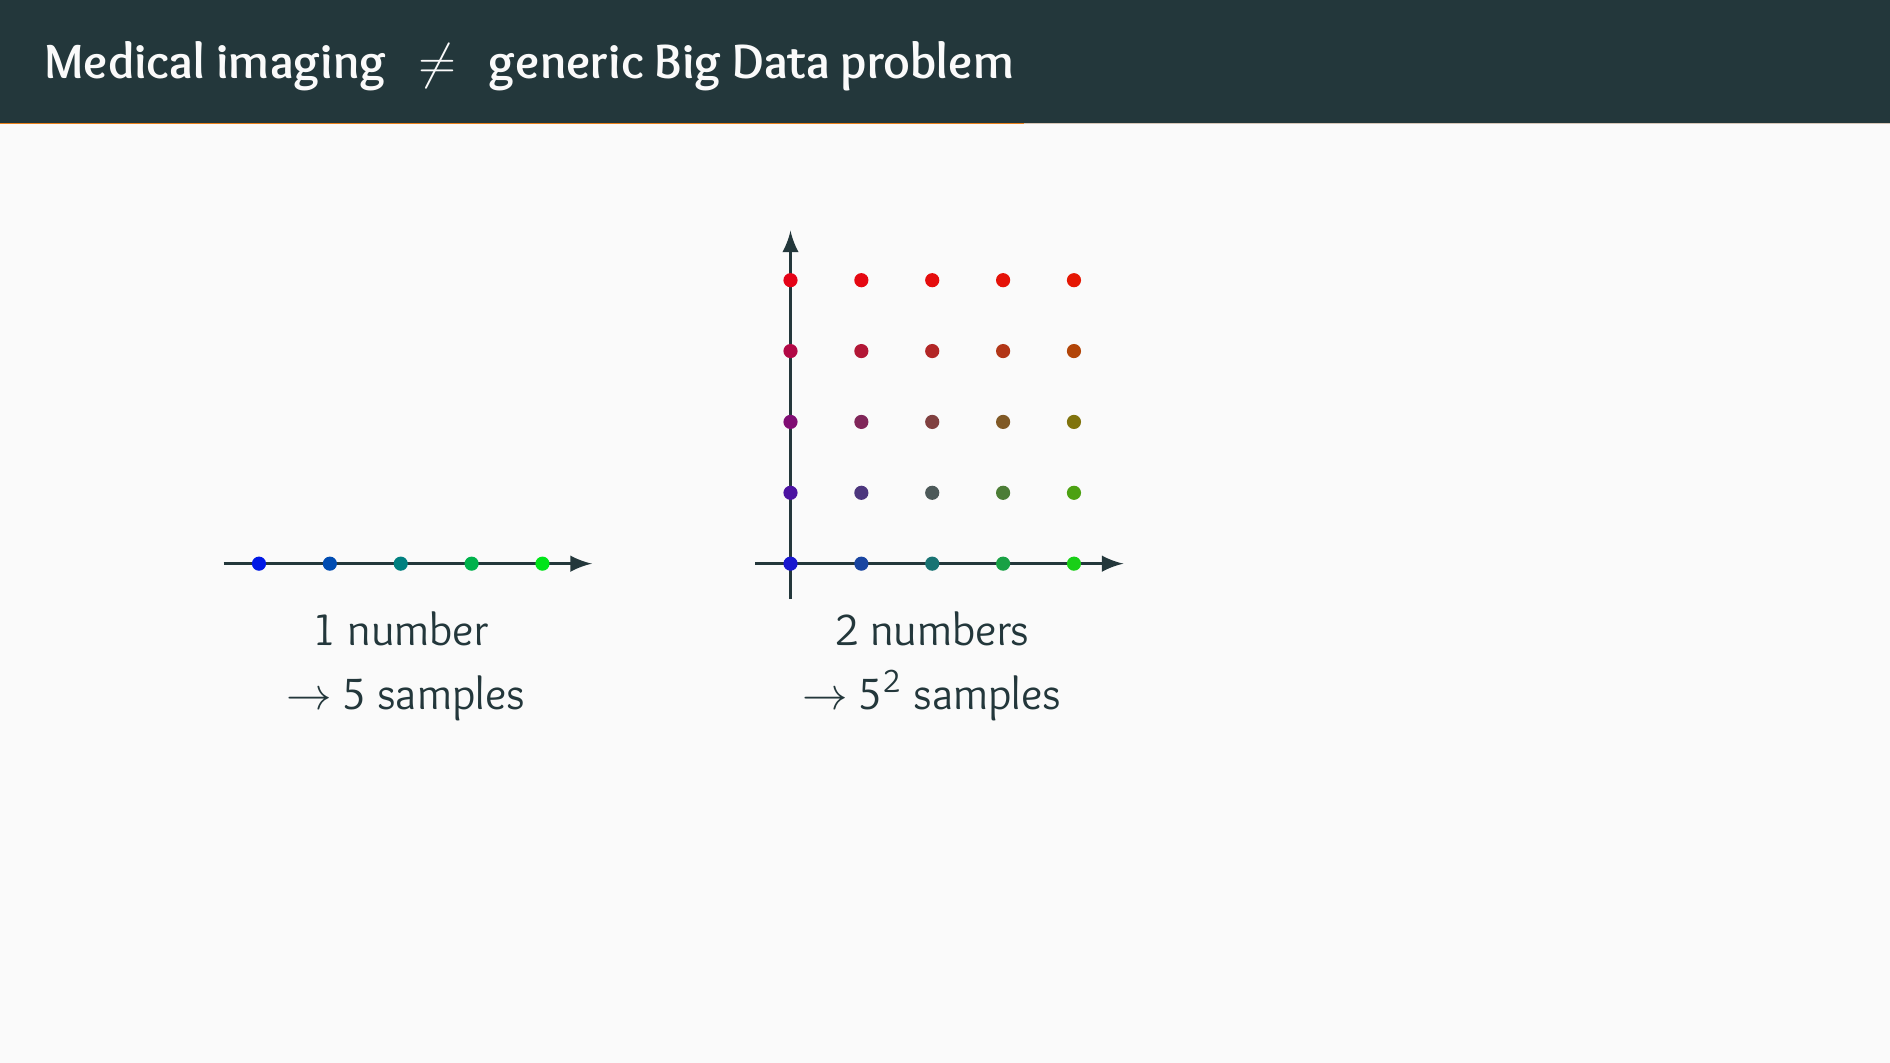 Medical imaging ≠ generic Big Data problem
1 number
→ 5 samples
2 numbers
→ 5² samples